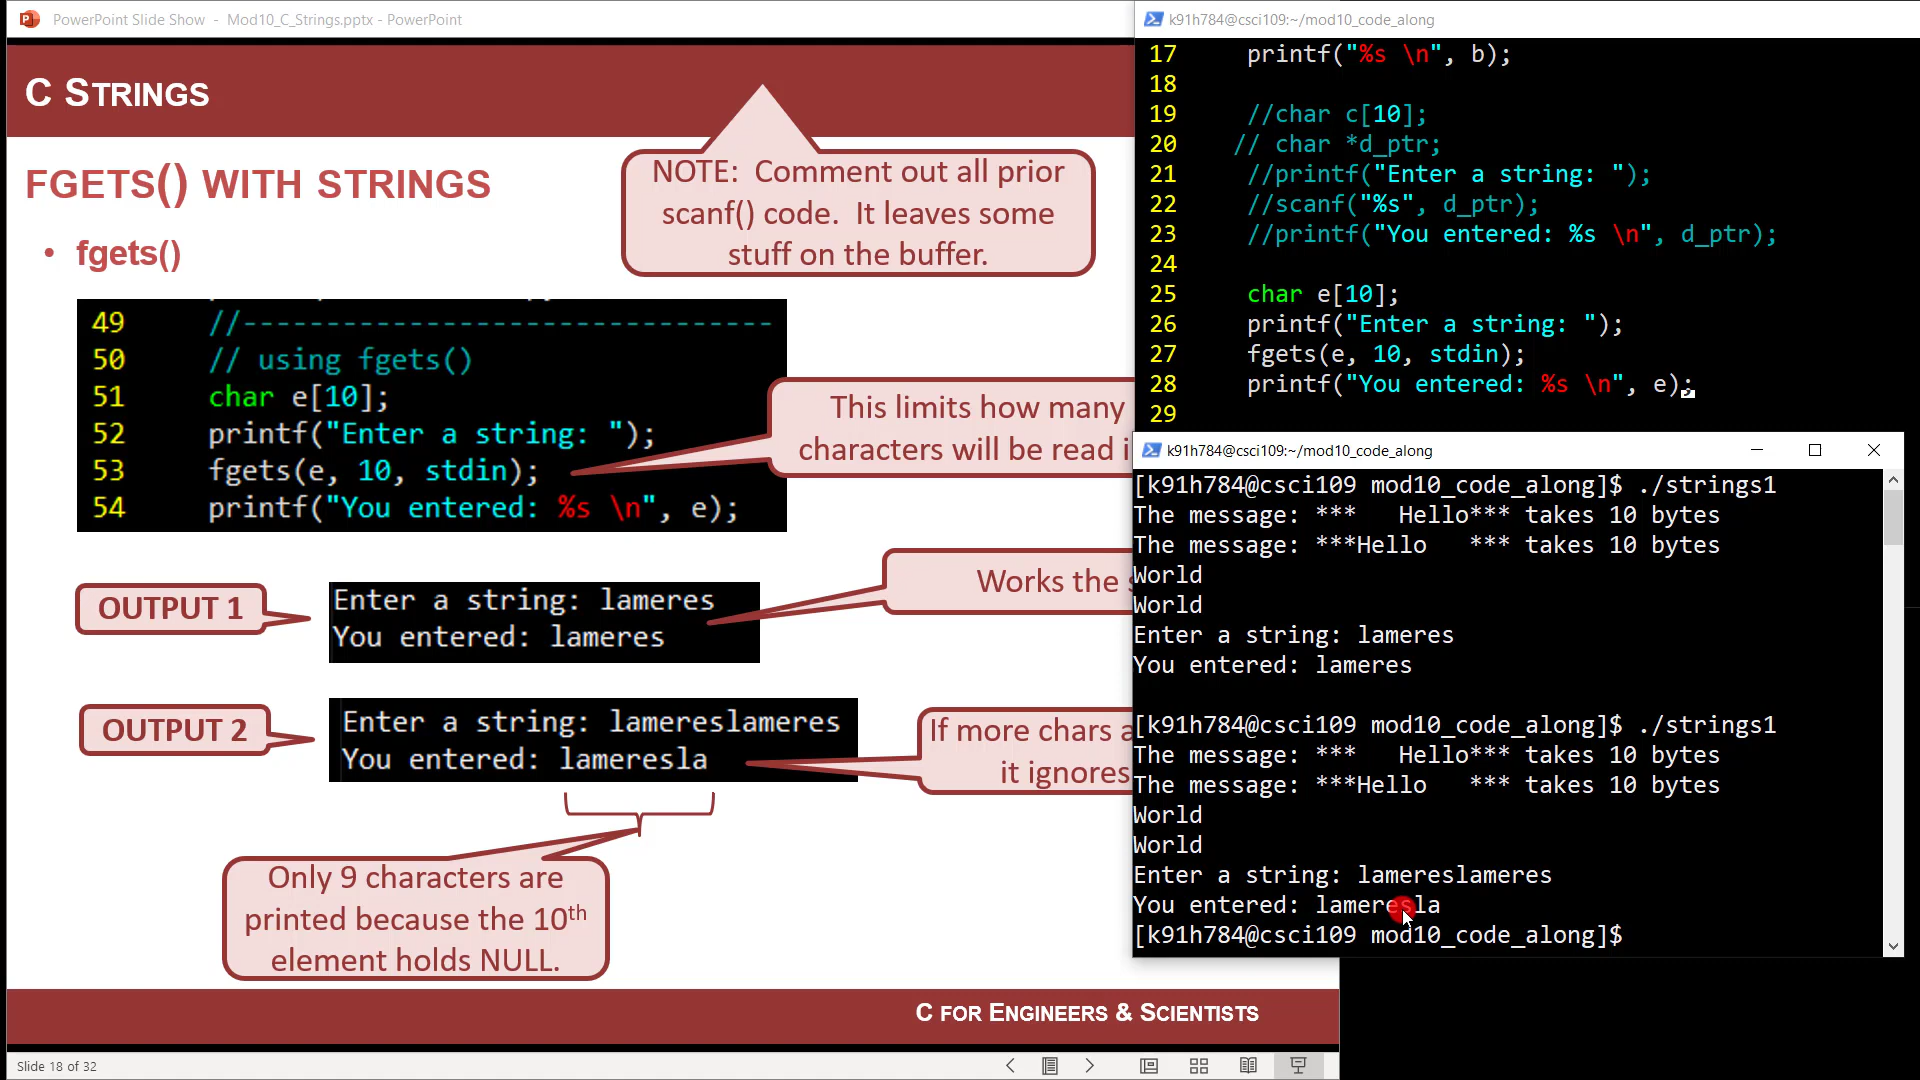 PowerPoint Slide Show - Mod10_C_Strings.pptx - PowerPoint
C STRINGS
FGETS() WITH STRINGS
• fgets()
NOTE: Comment out all prior
scanf() code. It leaves some
stuff on the buffer.
49 //--------------------------------
50 // using fgets()
51 char e[10];
52 printf("Enter a string: ");
53 fgets(e, 10, stdin);
54 printf("You entered: %s \n", e);
This limits how many
characters will be read i
OUTPUT 1
Enter a string: lameres
You entered: lameres
Works the
OUTPUT 2
Enter a string: lamereslameres
You entered: lameresla
If more chars a
it ignores
Only 9 characters are
printed because the 10th
element holds NULL.
C FOR ENGINEERS & SCIENTISTS
Slide 18 of 32
k91h784@csci109:~/mod10_code_along
17 printf("%s \n", b);
18
19 //char c[10];
20 // char *d_ptr;
21 //printf("Enter a string: ");
22 //scanf("%s", d_ptr);
23 //printf("You entered: %s \n", d_ptr);
24
25 char e[10];
26 printf("Enter a string: ");
27 fgets(e, 10, stdin);
28 printf("You entered: %s \n", e);
29
k91h784@csci109:~/mod10_code_along
[k91h784@csci109 mod10_code_along]$ ./strings1
The message: ***   Hello*** takes 10 bytes
The message: ***Hello   *** takes 10 bytes
World
World
Enter a string: lameres
You entered: lameres
[k91h784@csci109 mod10_code_along]$ ./strings1
The message: ***   Hello*** takes 10 bytes
The message: ***Hello   *** takes 10 bytes
World
World
Enter a string: lamereslameres
You entered: lameresla
[k91h784@csci109 mod10_code_along]$